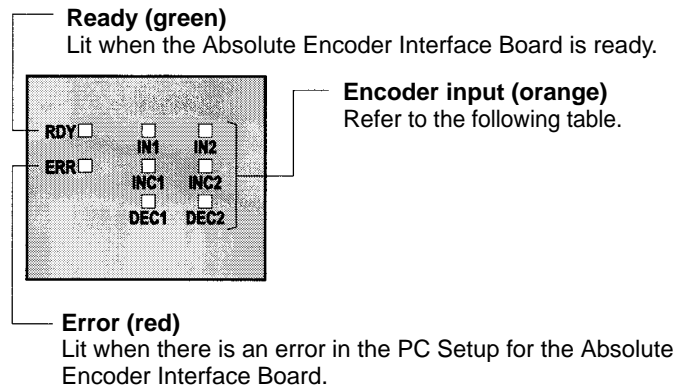 Ready (green)
Lit when the Absolute Encoder Interface Board is ready.
Encoder input (orange)
Refer to the following table.
RDY
IN1
IN2
ERR
INC1
INC2
DEC1
DEC2
Error (red)
Lit when there is an error in the PC Setup for the Absolute
Encoder Interface Board.